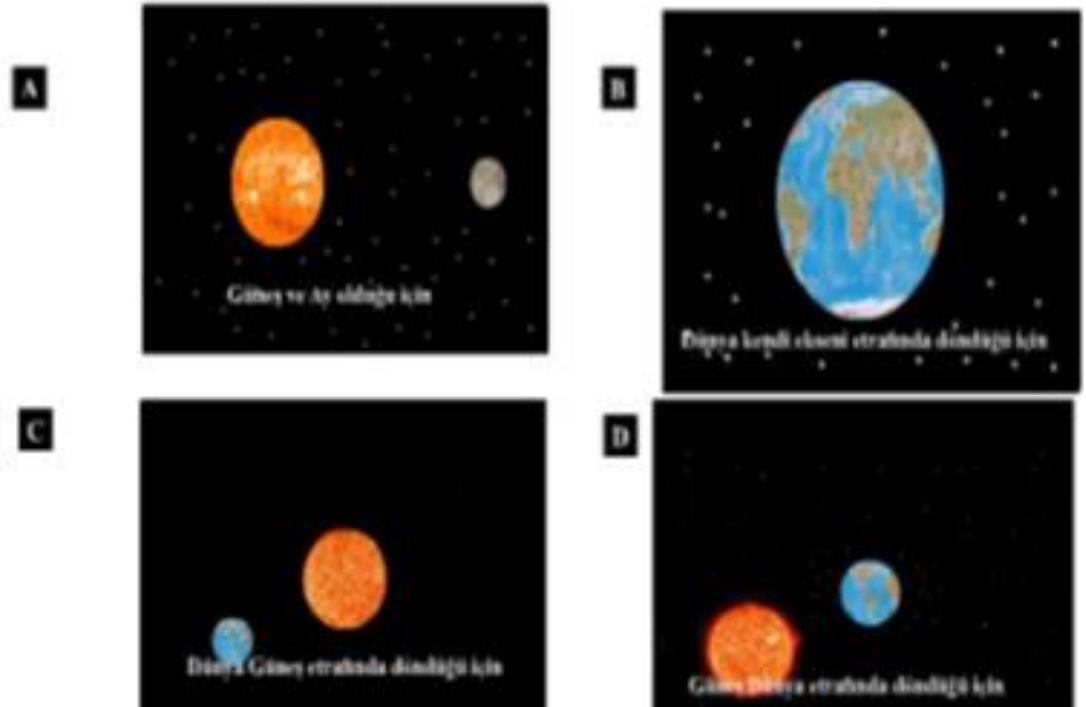 A
Güneş ve Ay olduğu için
B
Dünya kendi ekseni etrafında döndüğü için
C
Dünya Güneş etrafında döndüğü için
D
Güneş Dünya etrafında döndüğü için